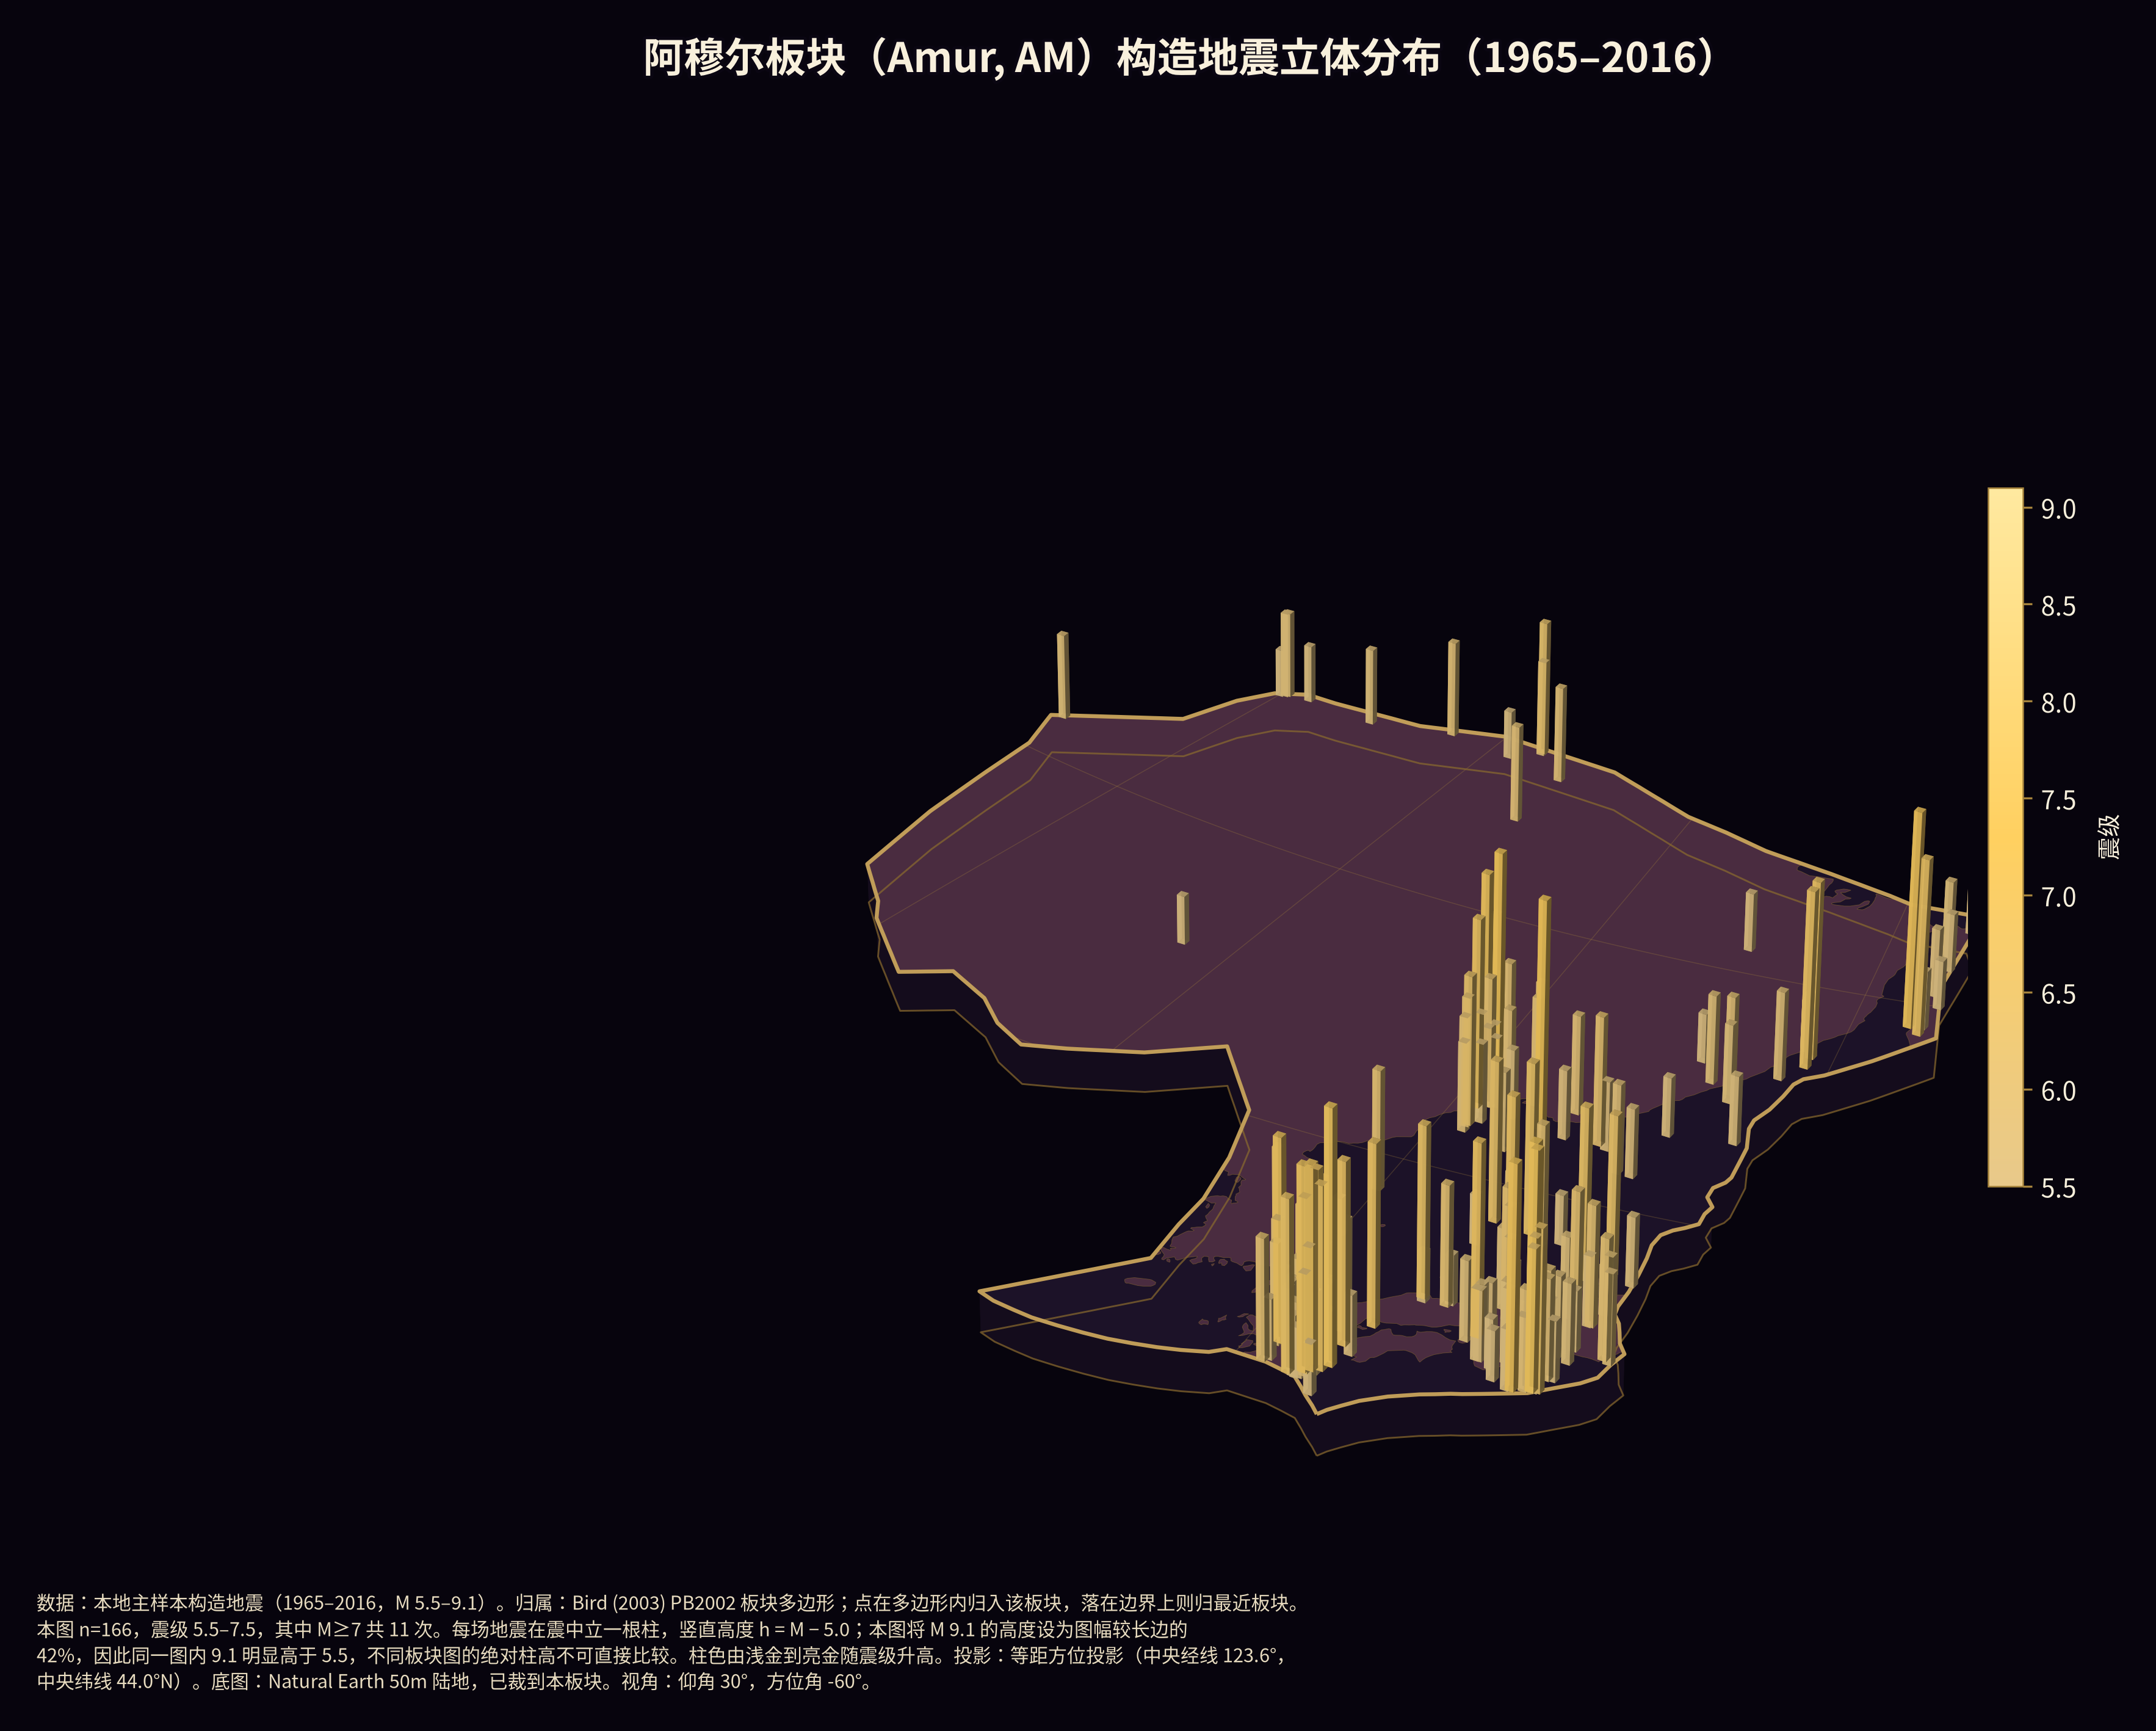 阿穆尔板块（Amur, AM）构造地震立体分布（1965–2016）
9.0
8.5
8.0
7.5
7.0
6.5
6.0
5.5
震级
数据：本地主样本构造地震（1965–2016，M 5.5–9.1）。归属：Bird (2003) PB2002 板块多边形；点在多边形内归入该板块，落在边界上则归最近板块。
本图 n=166，震级 5.5–7.5，其中 M≥7 共 11 次。每场地震在震中立一根柱，竖直高度 h = M − 5.0；本图将 M 9.1 的高度设为图幅较长边的
42%，因此同一图内 9.1 明显高于 5.5，不同板块图的绝对柱高不可直接比较。柱色由浅金到亮金随震级升高。投影：等距方位投影（中央经线 123.6°，
中央纬线 44.0°N）。底图：Natural Earth 50m 陆地，已裁到本板块。视角：仰角 30°，方位角 -60°。